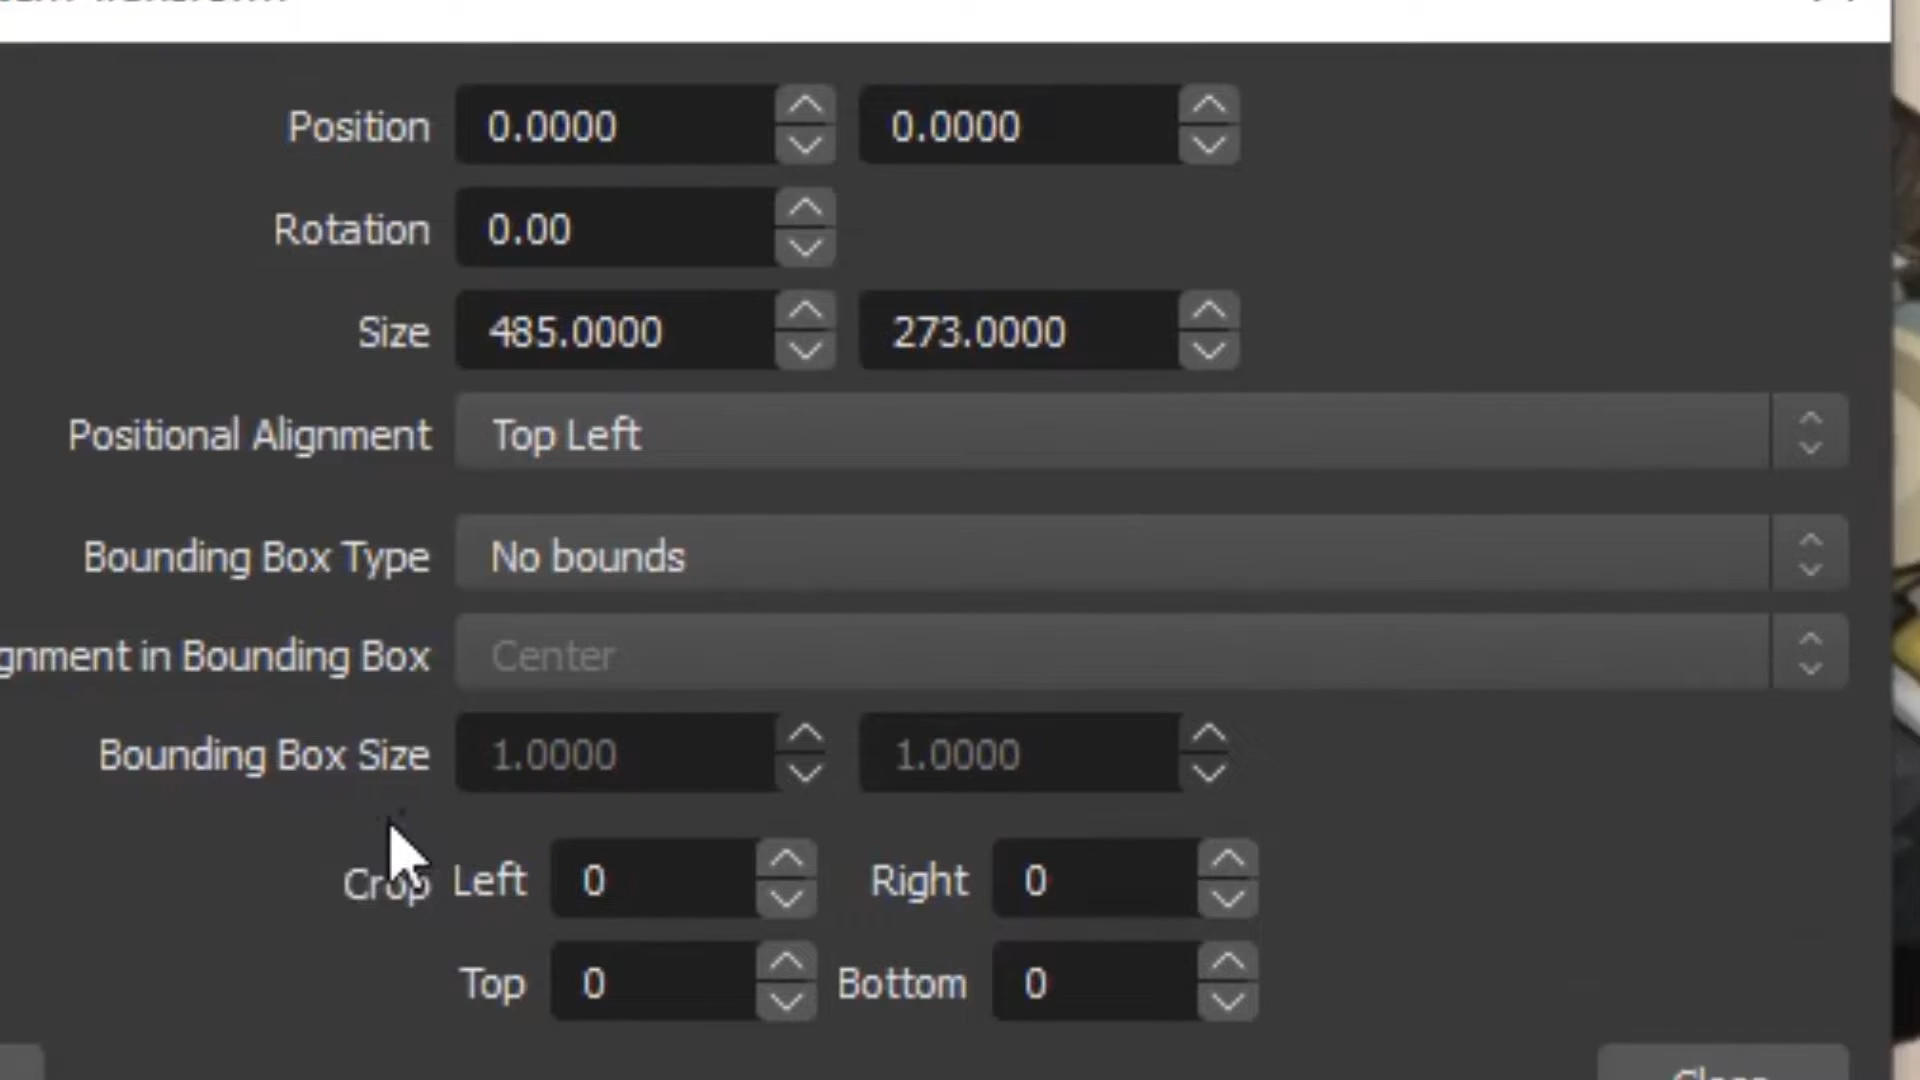 Position 0.0000 0.0000
Rotation 0.00
Size 485.0000 273.0000
Positional Alignment Top Left
Bounding Box Type No bounds
gnment in Bounding Box Center
Bounding Box Size 1.0000 1.0000
Crop Left 0 Right 0
Top 0 Bottom 0